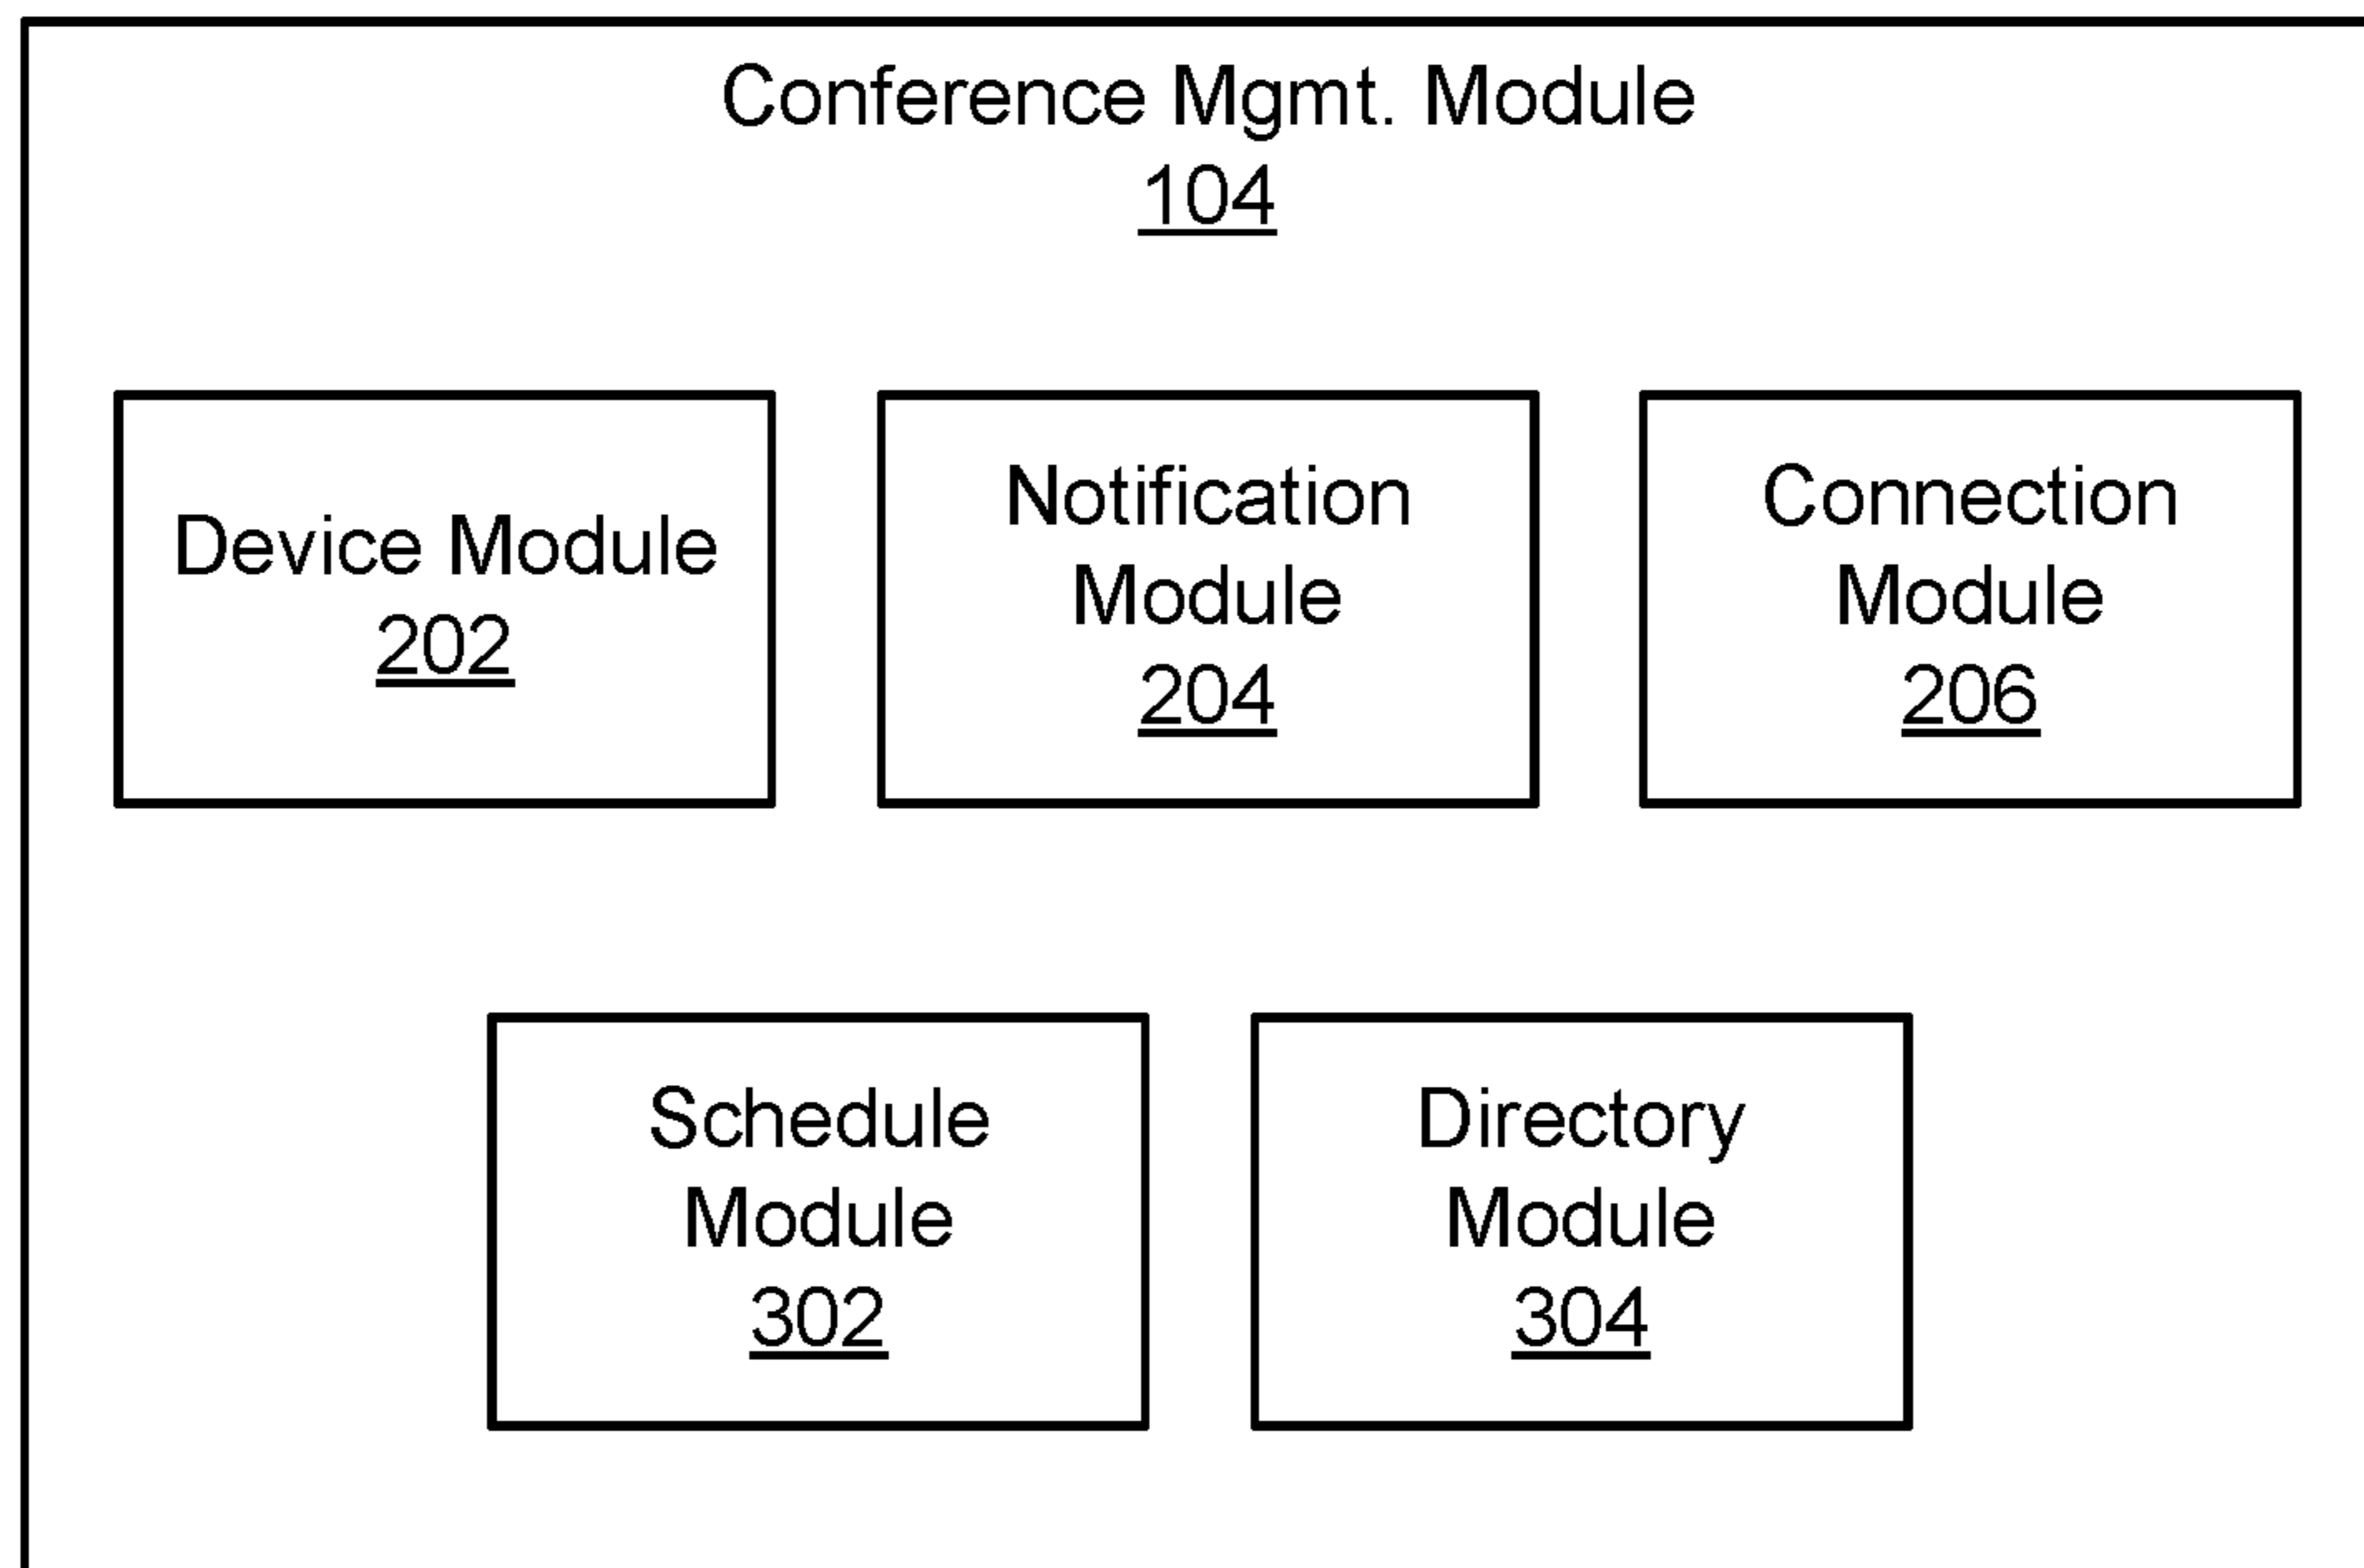 Conference Mgmt. Module
104
Device Module
202
Notification
Module
204
Connection
Module
206
Schedule
Module
302
Directory
Module
304